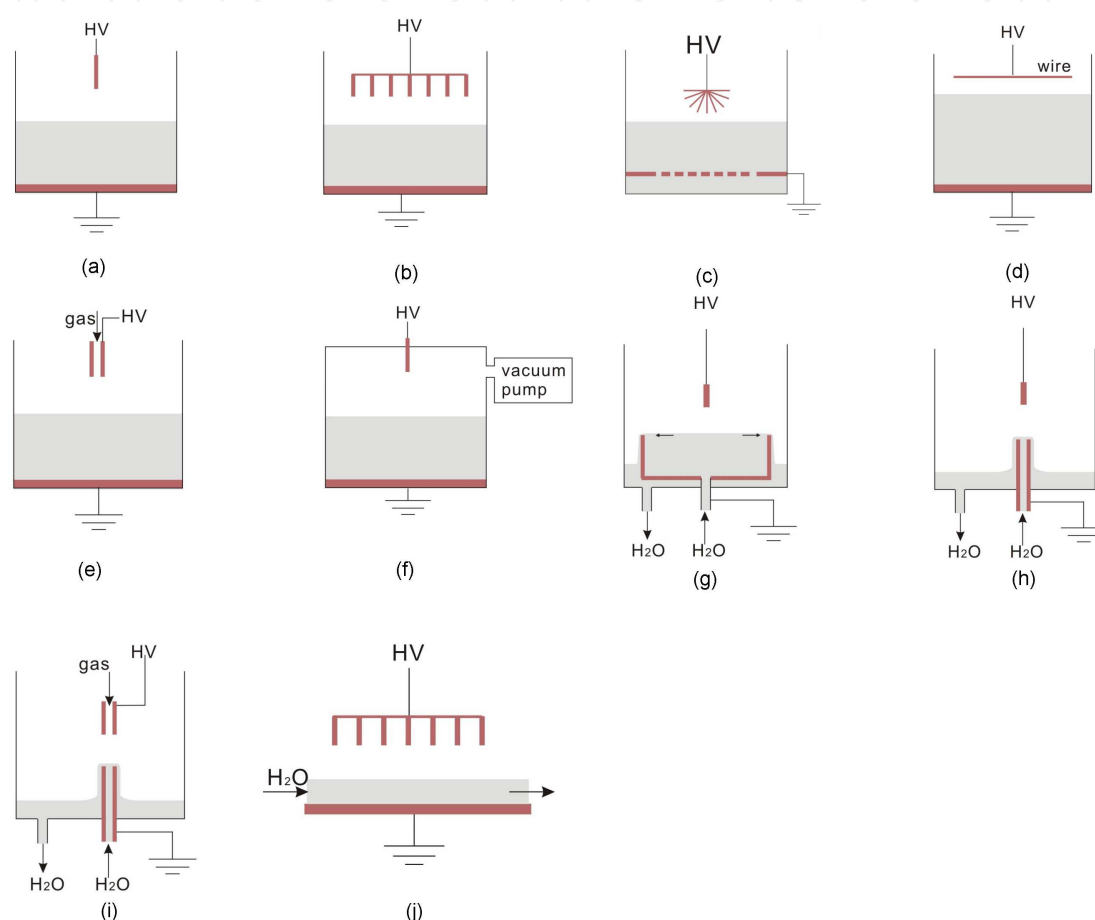 HV
(a)
HV
(b)
HV
(c)
HV
wire
(d)
gas HV
(e)
HV
vacuum
pump
(f)
HV
H₂O H₂O
(g)
HV
H₂O H₂O
(h)
gas HV
H₂O H₂O
(i)
HV
H₂O
(j)